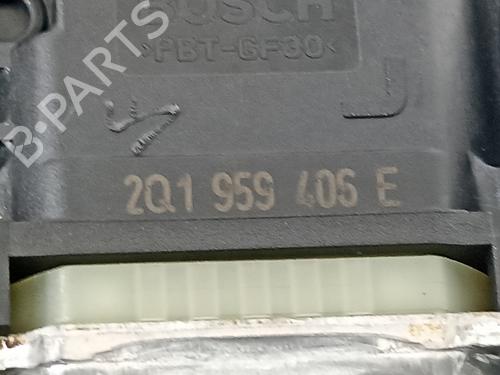 BOSCH
>PBT-GF30<
J
2Q1 959 406 E
B-PARTS